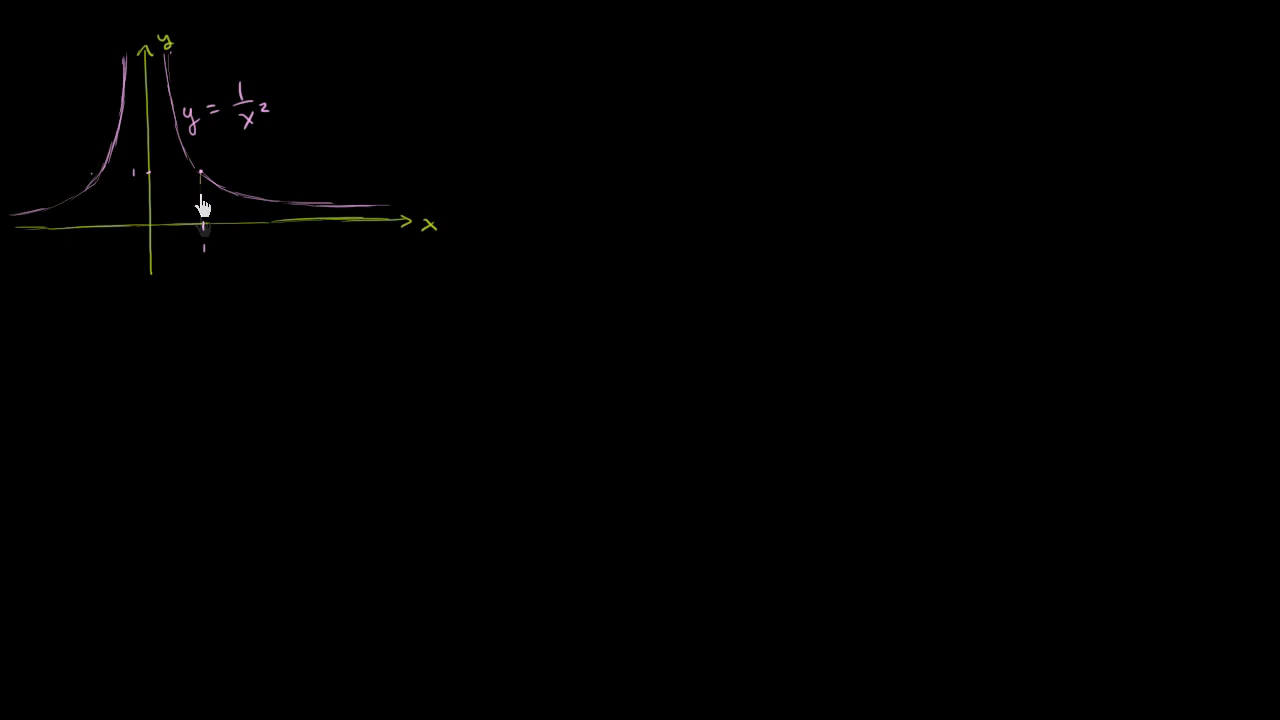 y
y = 1/x²
1
x
1